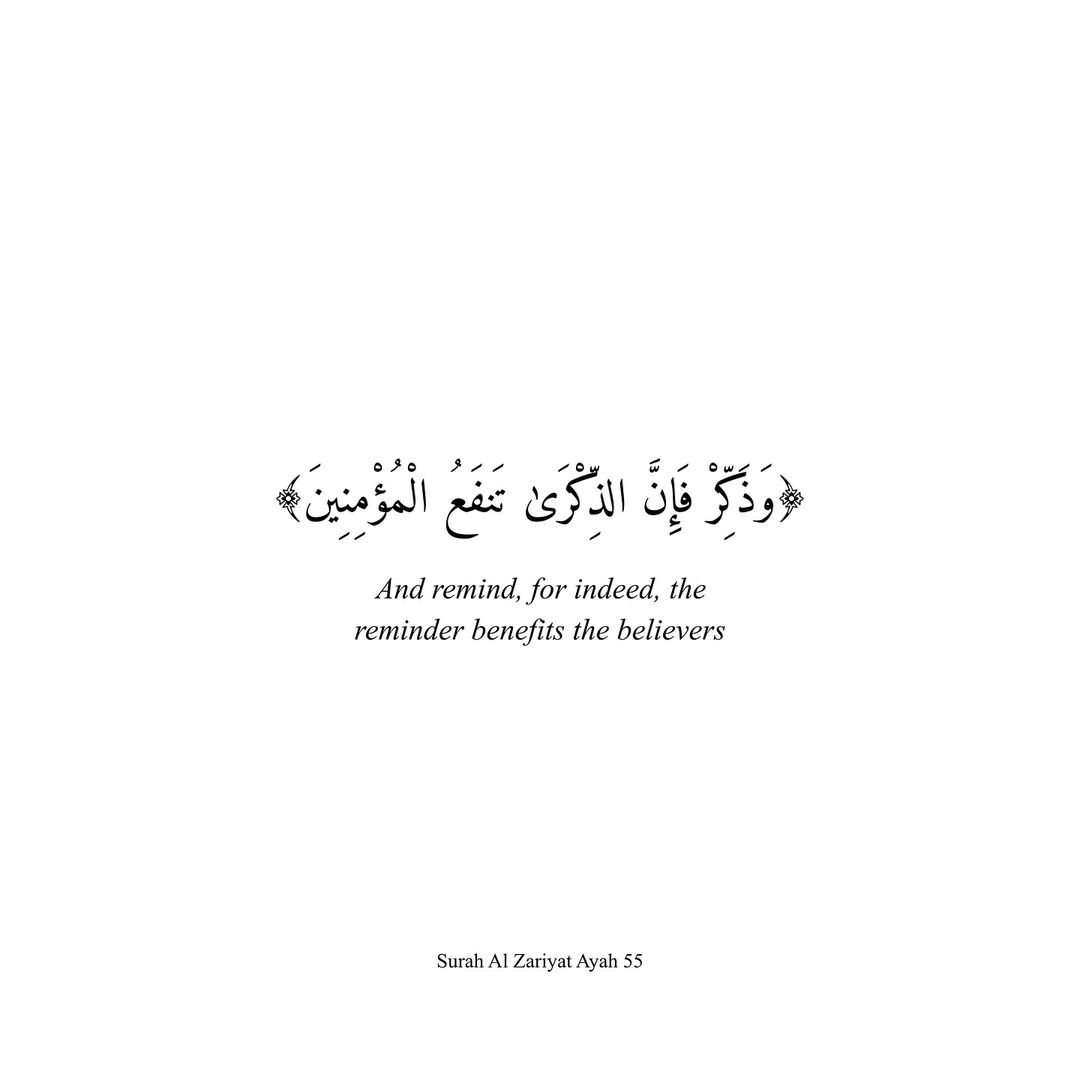 ﴿وَذَكِّرْ فَإِنَّ الذِّكْرَىٰ تَنفَعُ الْمُؤْمِنِينَ﴾
And remind, for indeed, the
reminder benefits the believers
Surah Al Zariyat Ayah 55